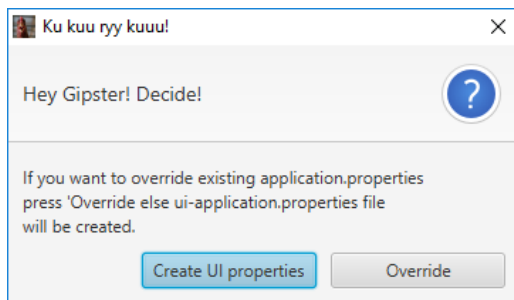 Ku kuu ryy kuuu!
Hey Gipster! Decide!
?
If you want to override existing application.properties
press 'Override else ui-application.properties file
will be created.
Create UI properties
Override